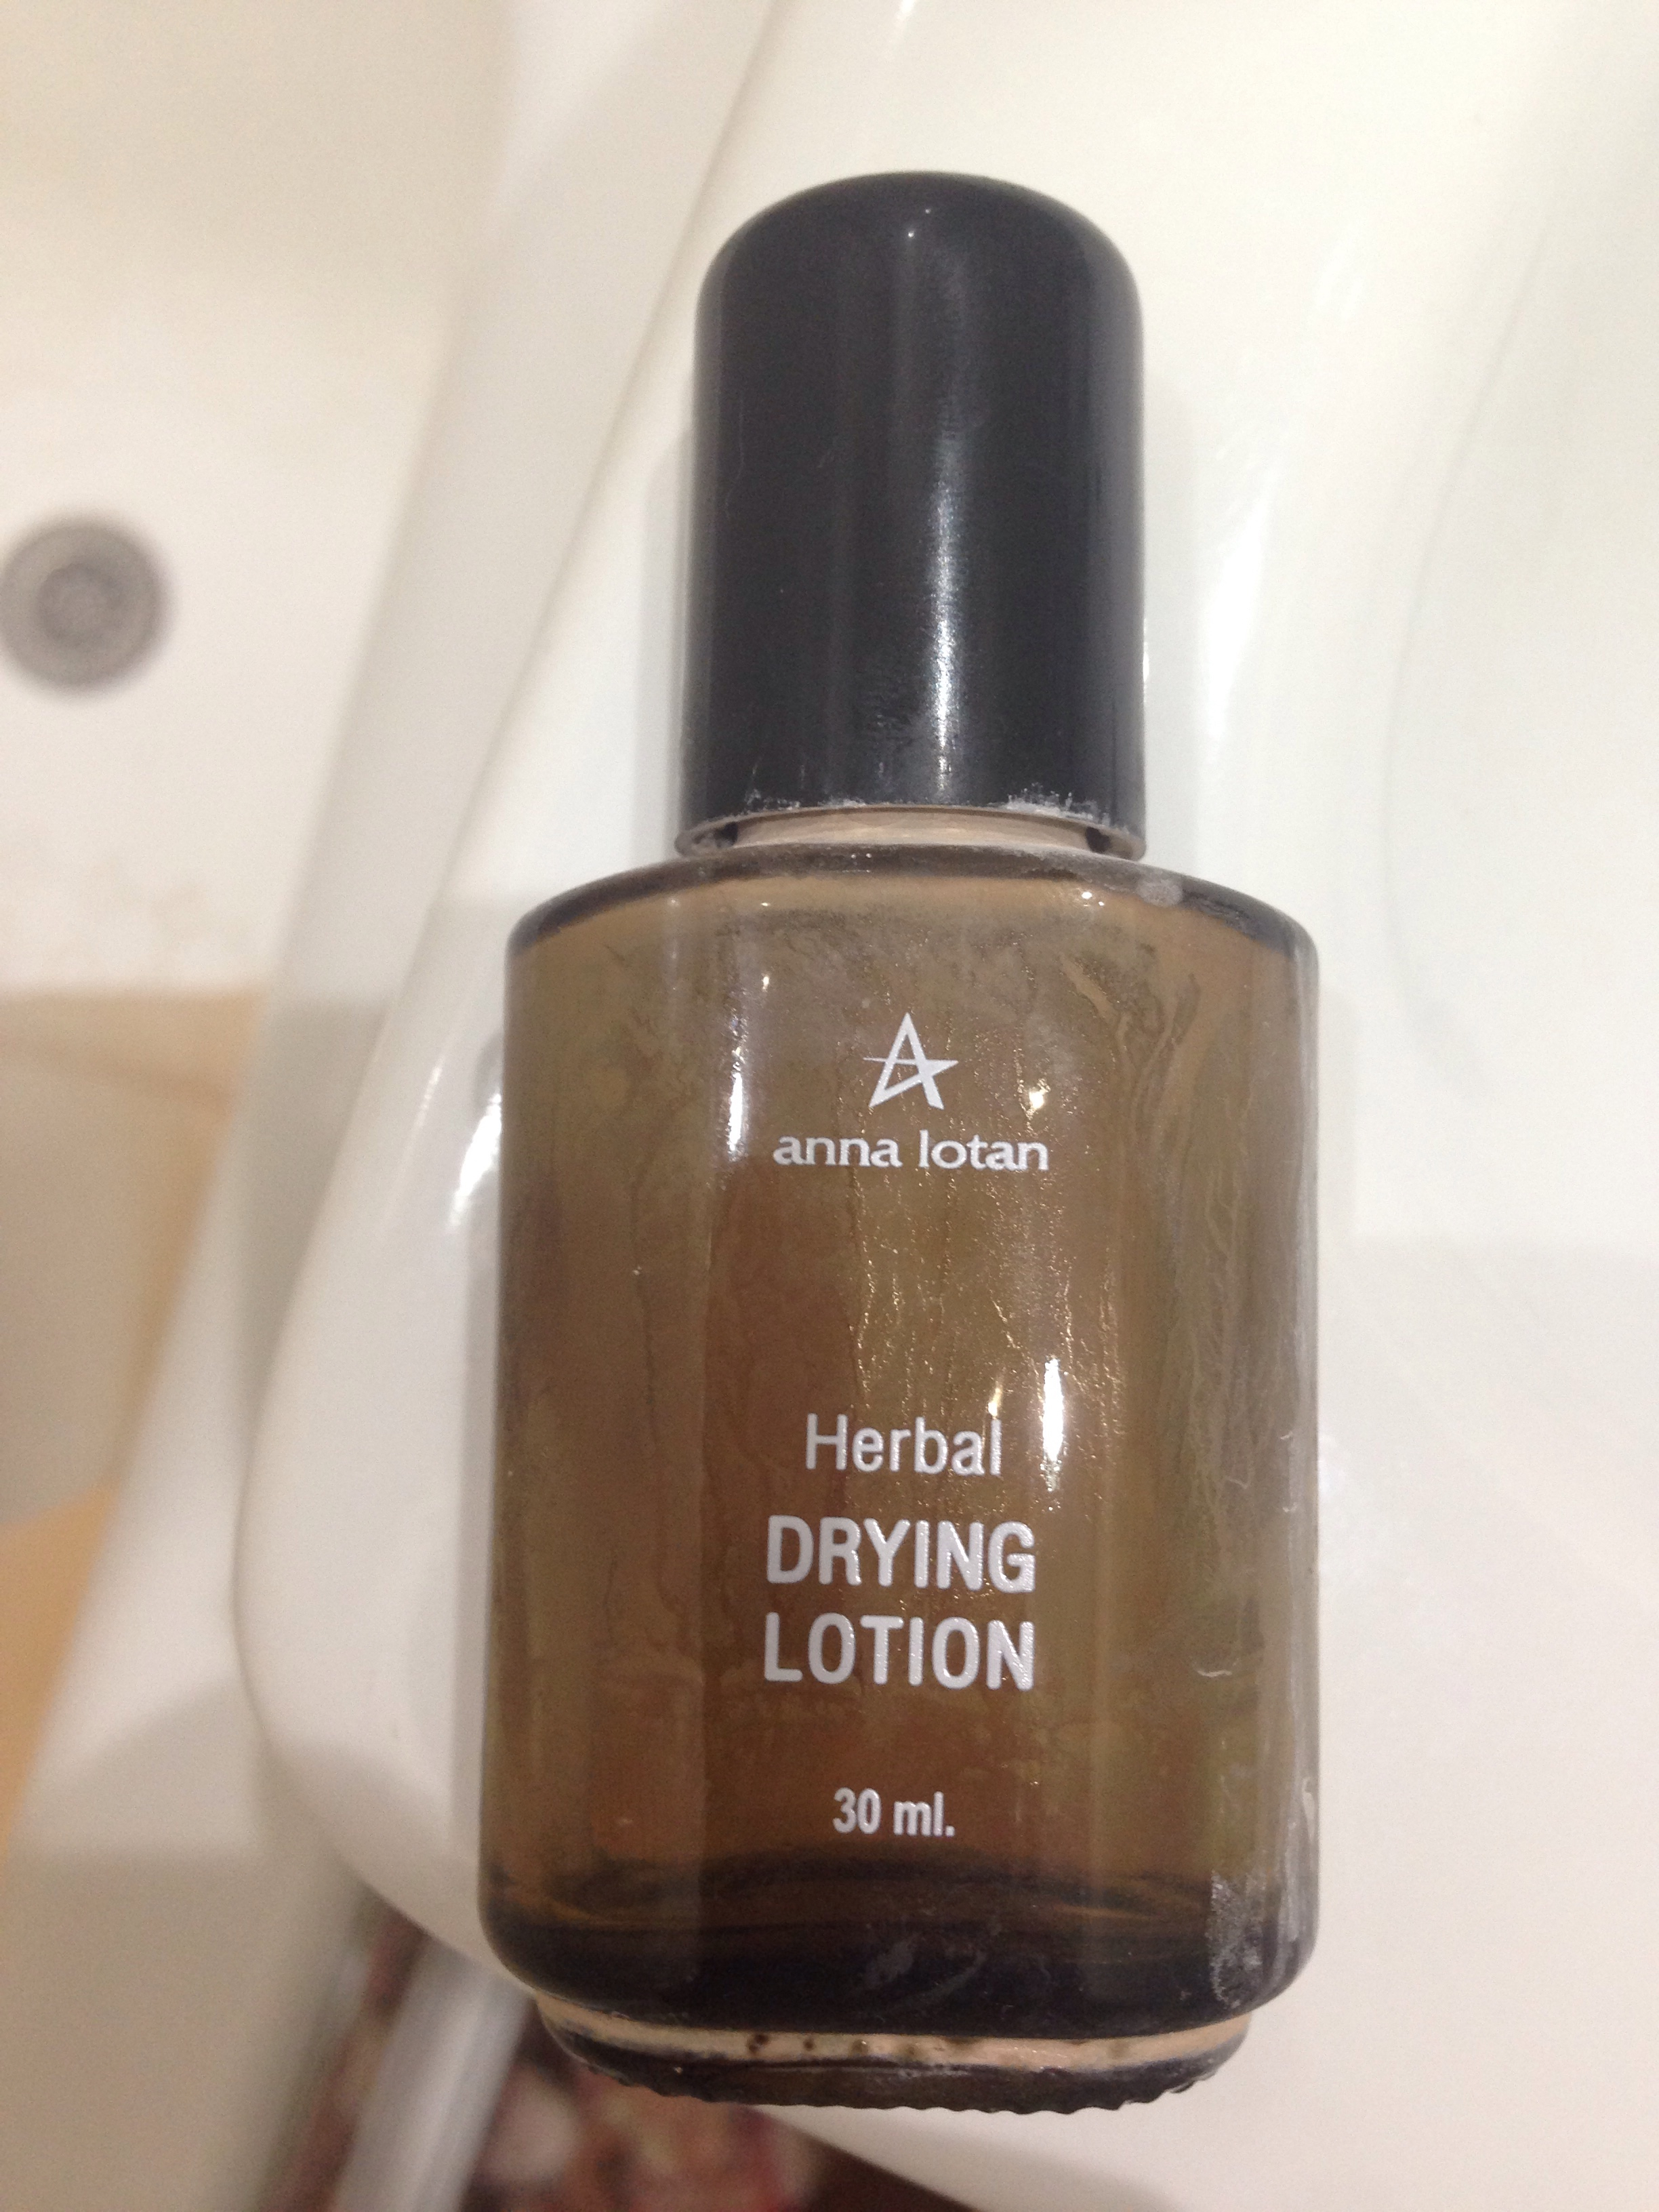 anna lotan
Herbal
DRYING
LOTION
30 ml.